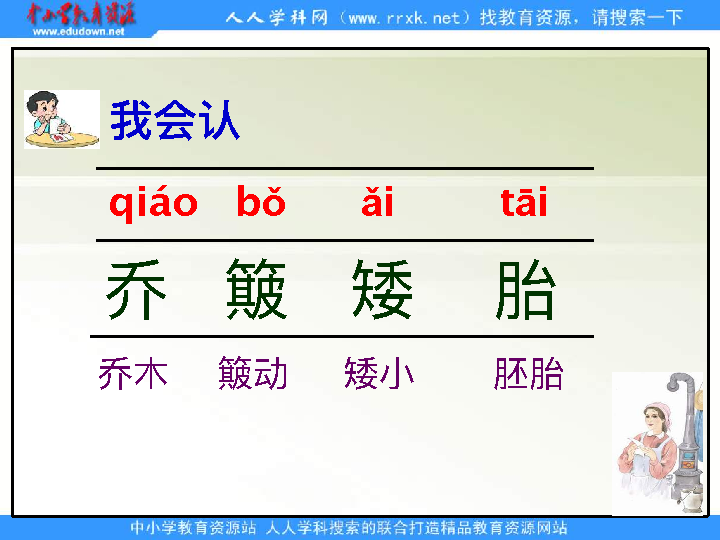 中小学教育资源
www.edudown.net
人人学科网（www.rrxk.net）找教育资源，请搜索一下
我会认
qiáo bǒ ǎi tāi
乔 簸 矮 胎
乔木 簸动 矮小 胚胎
中小学教育资源站 人人学科搜索的联合打造精品教育资源网站